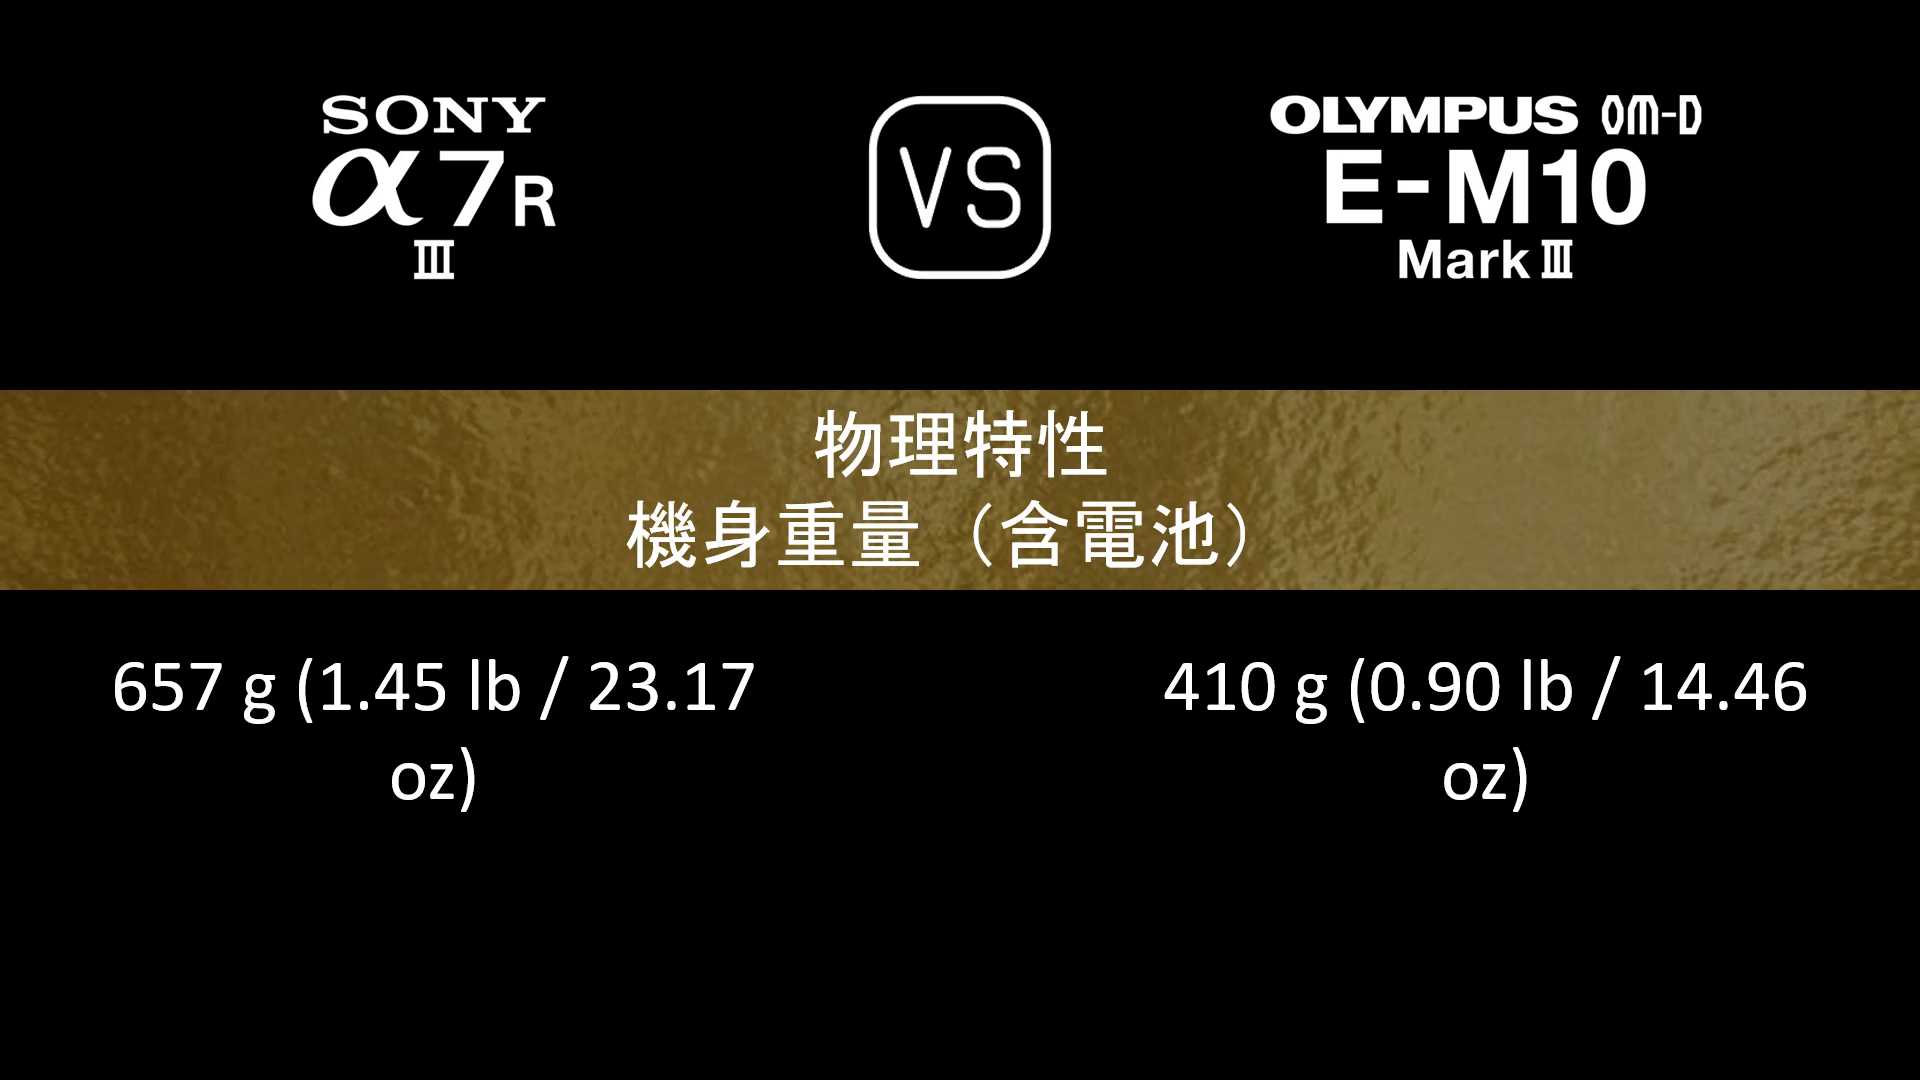 SONY
α7R
III
VS
OLYMPUS OM-D
E-M10
Mark III
物理特性
機身重量（含電池）
657 g (1.45 lb / 23.17
oz)
410 g (0.90 lb / 14.46
oz)